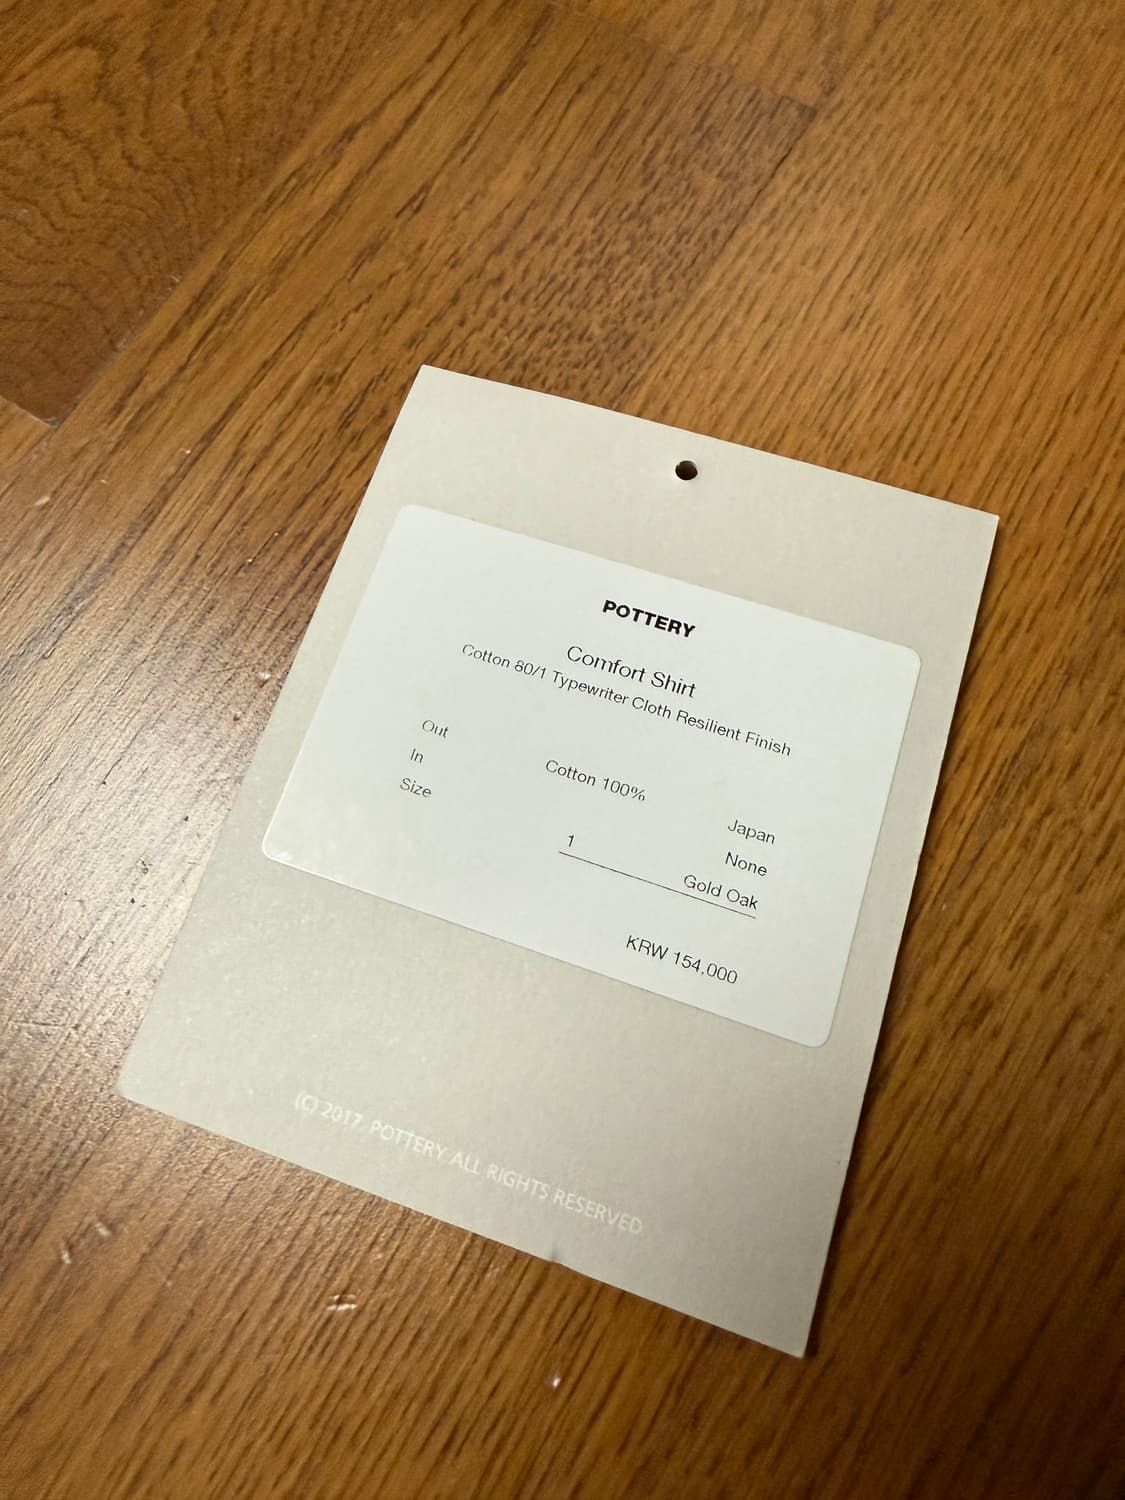 POTTERY
Comfort Shirt
Cotton 80/1 Typewriter Cloth Resilient Finish
Out Cotton 100% Japan
In None
Size 1 Gold Oak
KRW 154,000
(C) 2017. POTTERY ALL RIGHTS RESERVED